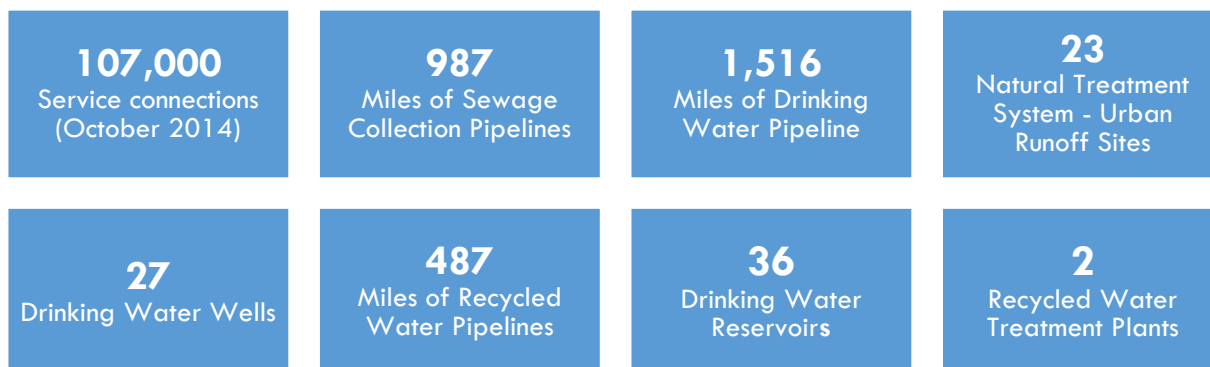 107,000
Service connections
(October 2014)
987
Miles of Sewage
Collection Pipelines
1,516
Miles of Drinking
Water Pipeline
23
Natural Treatment
System - Urban
Runoff Sites
27
Drinking Water Wells
487
Miles of Recycled
Water Pipelines
36
Drinking Water
Reservoirs
2
Recycled Water
Treatment Plants